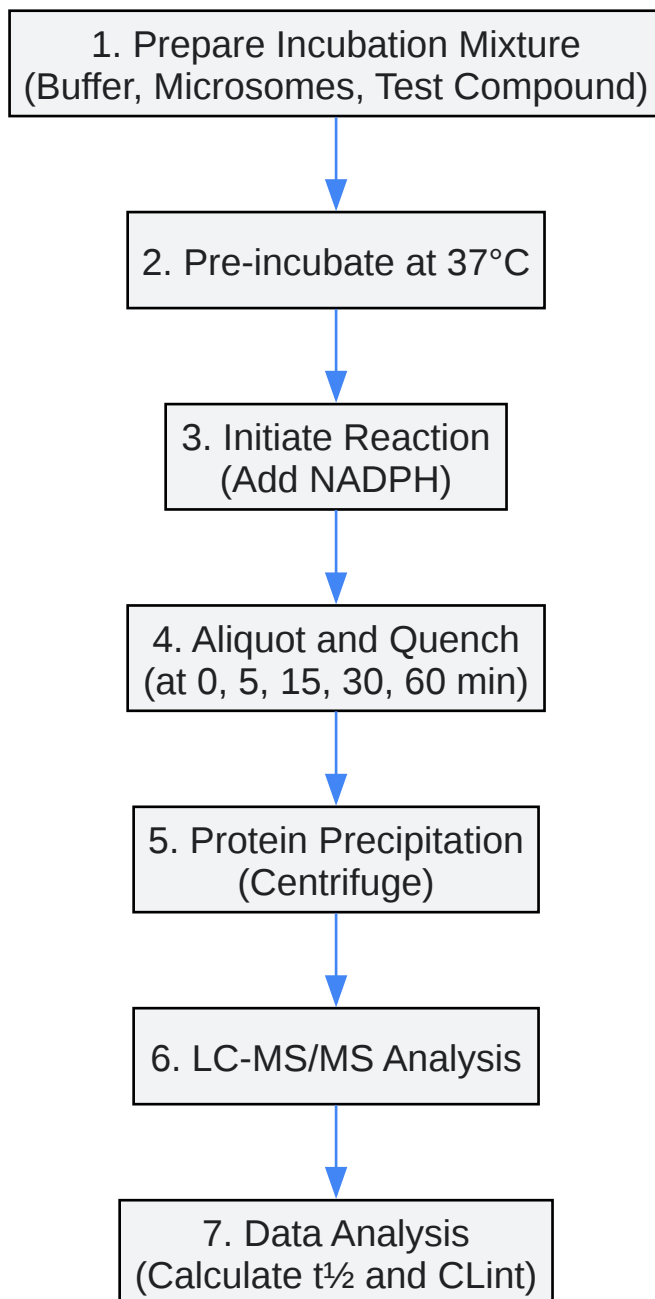 1. Prepare Incubation Mixture
(Buffer, Microsomes, Test Compound)
2. Pre-incubate at 37°C
3. Initiate Reaction
(Add NADPH)
4. Aliquot and Quench
(at 0, 5, 15, 30, 60 min)
5. Protein Precipitation
(Centrifuge)
6. LC-MS/MS Analysis
7. Data Analysis
(Calculate t½ and CLint)